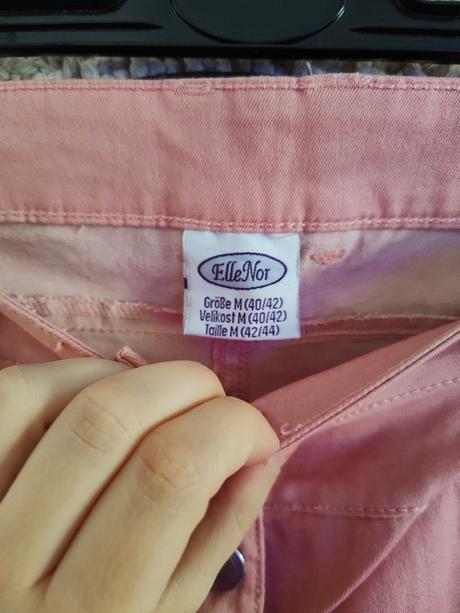 ElleNor
Größe M (40/42)
Velikost M (40/42)
Taille M (42/44)